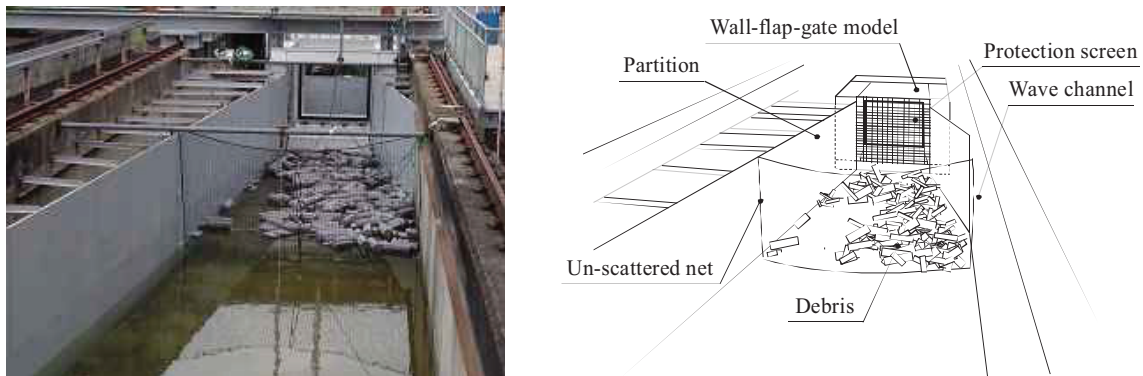 Wall-flap-gate model
Partition
Protection screen
Wave channel
Un-scattered net
Debris